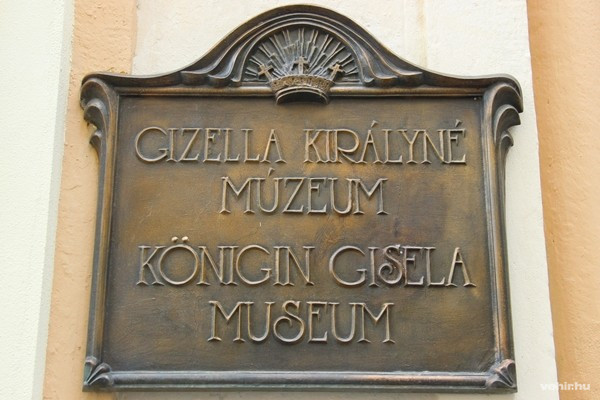 GIZELLA KIRÁLYNÉ
MÚZEUM
KÖNIGIN GISELA
MUSEUM
vehir.hu